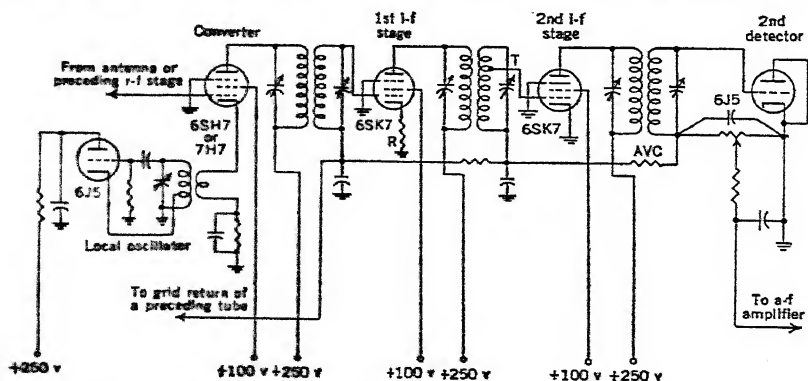 Converter
1st i-f
stage
2nd i-f
stage
2nd
detector
From antenna or
preceding r-f stage
T
6SH7
or
7H7
6SK7
R
6SK7
6J5
AVC
6J5
Local oscillator
To grid return of
a preceding tube
To a-f
amplifier
+250 v
+100 v +250 v
+100 v +250 v
+100 v +250 v